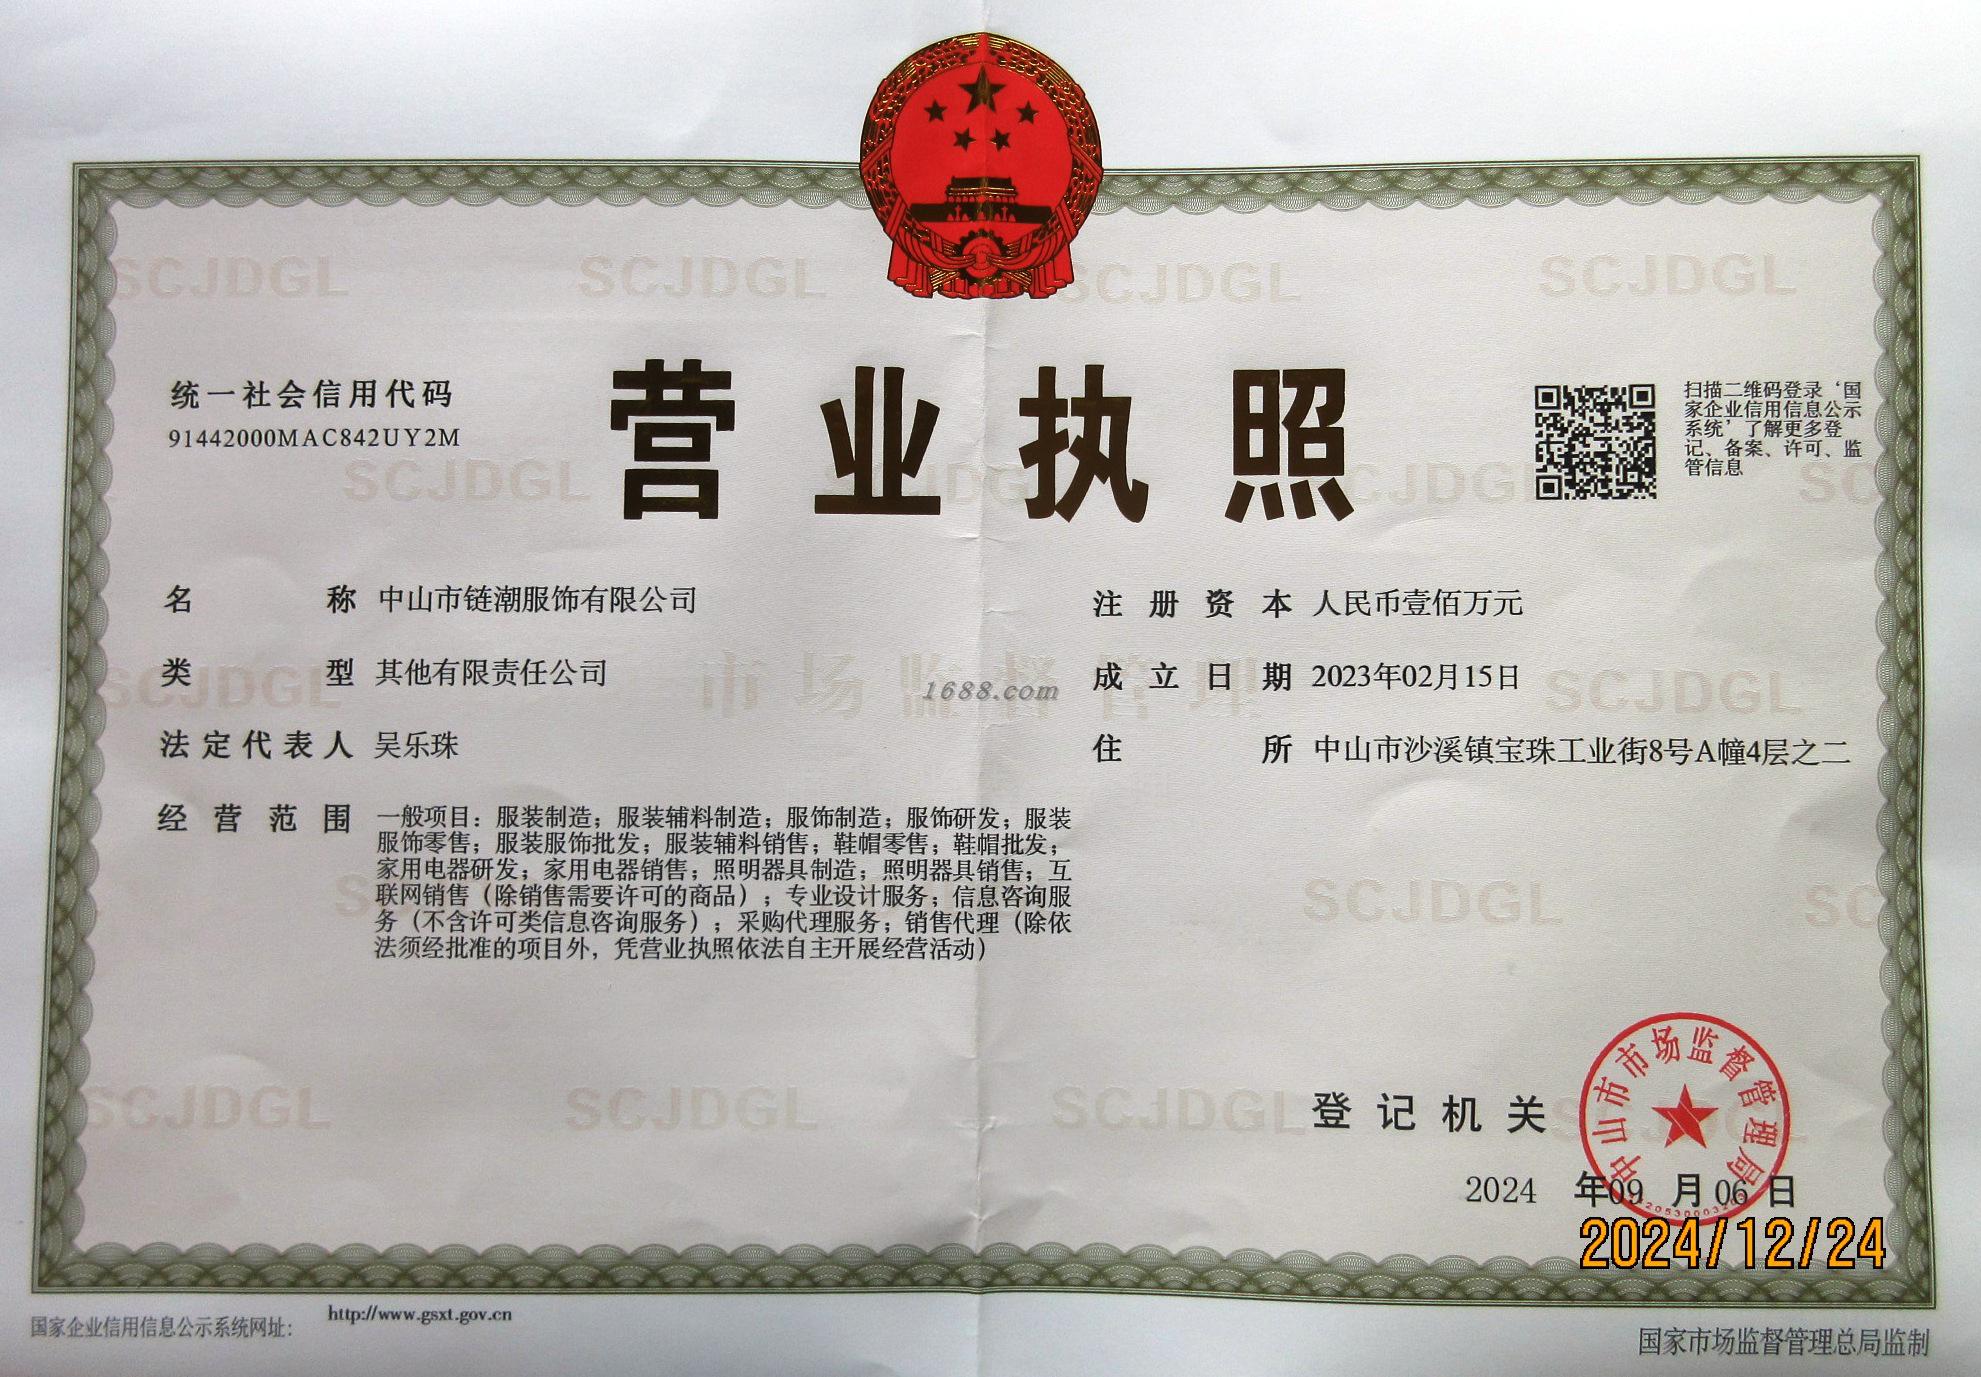 SCJDGL
SCJDGL
SCJDGL
SCJDGL
统一社会信用代码
91442000MAC842UY2M
营业执照
扫描二维码登录‘国
家企业信用信息公示
系统’了解更多登
记、备案、许可、监
管信息
SCJDGL
名称 中山市链潮服饰有限公司
注册资本 人民币壹佰万元
类型 其他有限责任公司
成立日期 2023年02月15日
SCJDGL
市场监督管理
1688.com
SCJDGL
法定代表人 吴乐珠
住所 中山市沙溪镇宝珠工业街8号A幢4层之二
经营范围 一般项目：服装制造；服装辅料制造；服饰制造；服饰研发；服装
服饰零售；服装服饰批发；服装辅料销售；鞋帽零售；鞋帽批发；
家用电器研发；家用电器销售；照明器具制造；照明器具销售；互
联网销售（除销售需要许可的商品）；专业设计服务；信息咨询服
务（不含许可类信息咨询服务）；采购代理服务；销售代理（除依
法须经批准的项目外，凭营业执照依法自主开展经营活动）
SCJDGL
SCJDGL
SCJDGL
SCJDGL
登记机关
中山市市场监督管理局
2024 年09 月06 日
2024/12/24
国家企业信用信息公示系统网址：
http://www.gsxt.gov.cn
国家市场监督管理总局监制